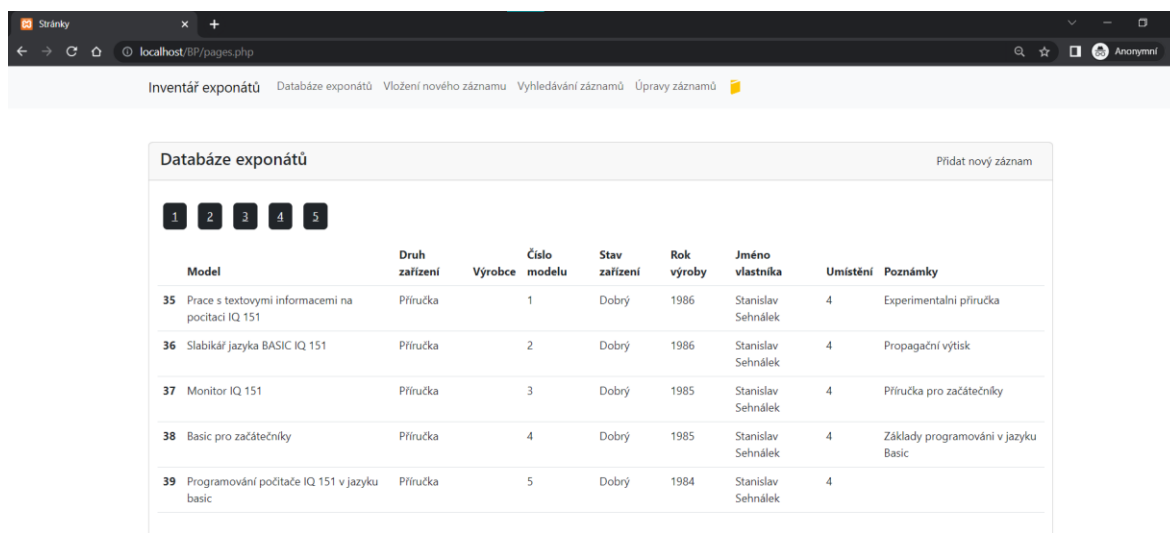 Stránky
localhost/BP/pages.php
Anonymní
Inventář exponátů Databáze exponátů Vložení nového záznamu Vyhledávání záznamů Úpravy záznamů
Databáze exponátů Přidat nový záznam
1 2 3 4 5
Model Druh zařízení Výrobce Číslo modelu Stav zařízení Rok výroby Jméno vlastníka Umístění Poznámky
35 Prace s textovymi informacemi na Příručka 1 Dobrý 1986 Stanislav 4 Experimentalni přiručka
pocitaci IQ 151 Sehnálek
36 Slabikář jazyka BASIC IQ 151 Příručka 2 Dobrý 1986 Stanislav 4 Propagační výtisk
Sehnálek
37 Monitor IQ 151 Příručka 3 Dobrý 1985 Stanislav 4 Příručka pro začátečníky
Sehnálek
38 Basic pro začátečníky Příručka 4 Dobrý 1985 Stanislav 4 Základy programováni v jazyku
Sehnálek Basic
39 Programování počitače IQ 151 v jazyku Příručka 5 Dobrý 1984 Stanislav 4
basic Sehnálek